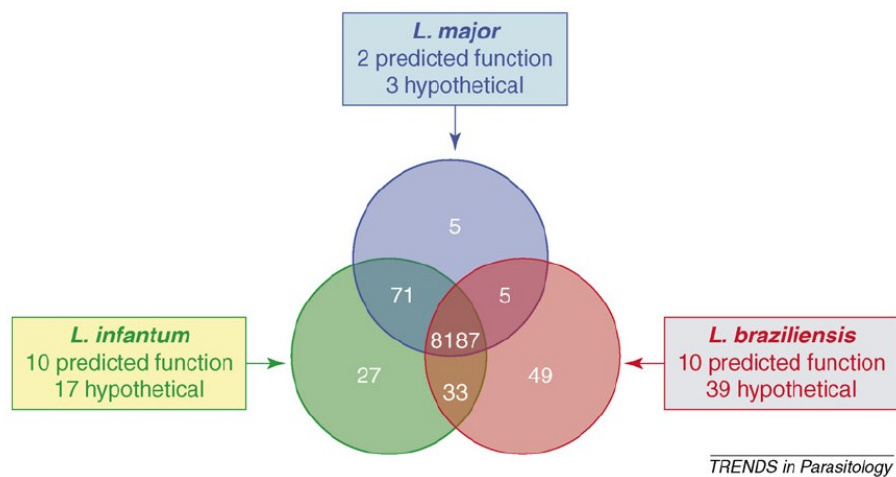 L. major
2 predicted function
3 hypothetical
5
71
5
8187
L. infantum
10 predicted function
17 hypothetical
27
33
49
L. braziliensis
10 predicted function
39 hypothetical
TRENDS in Parasitology